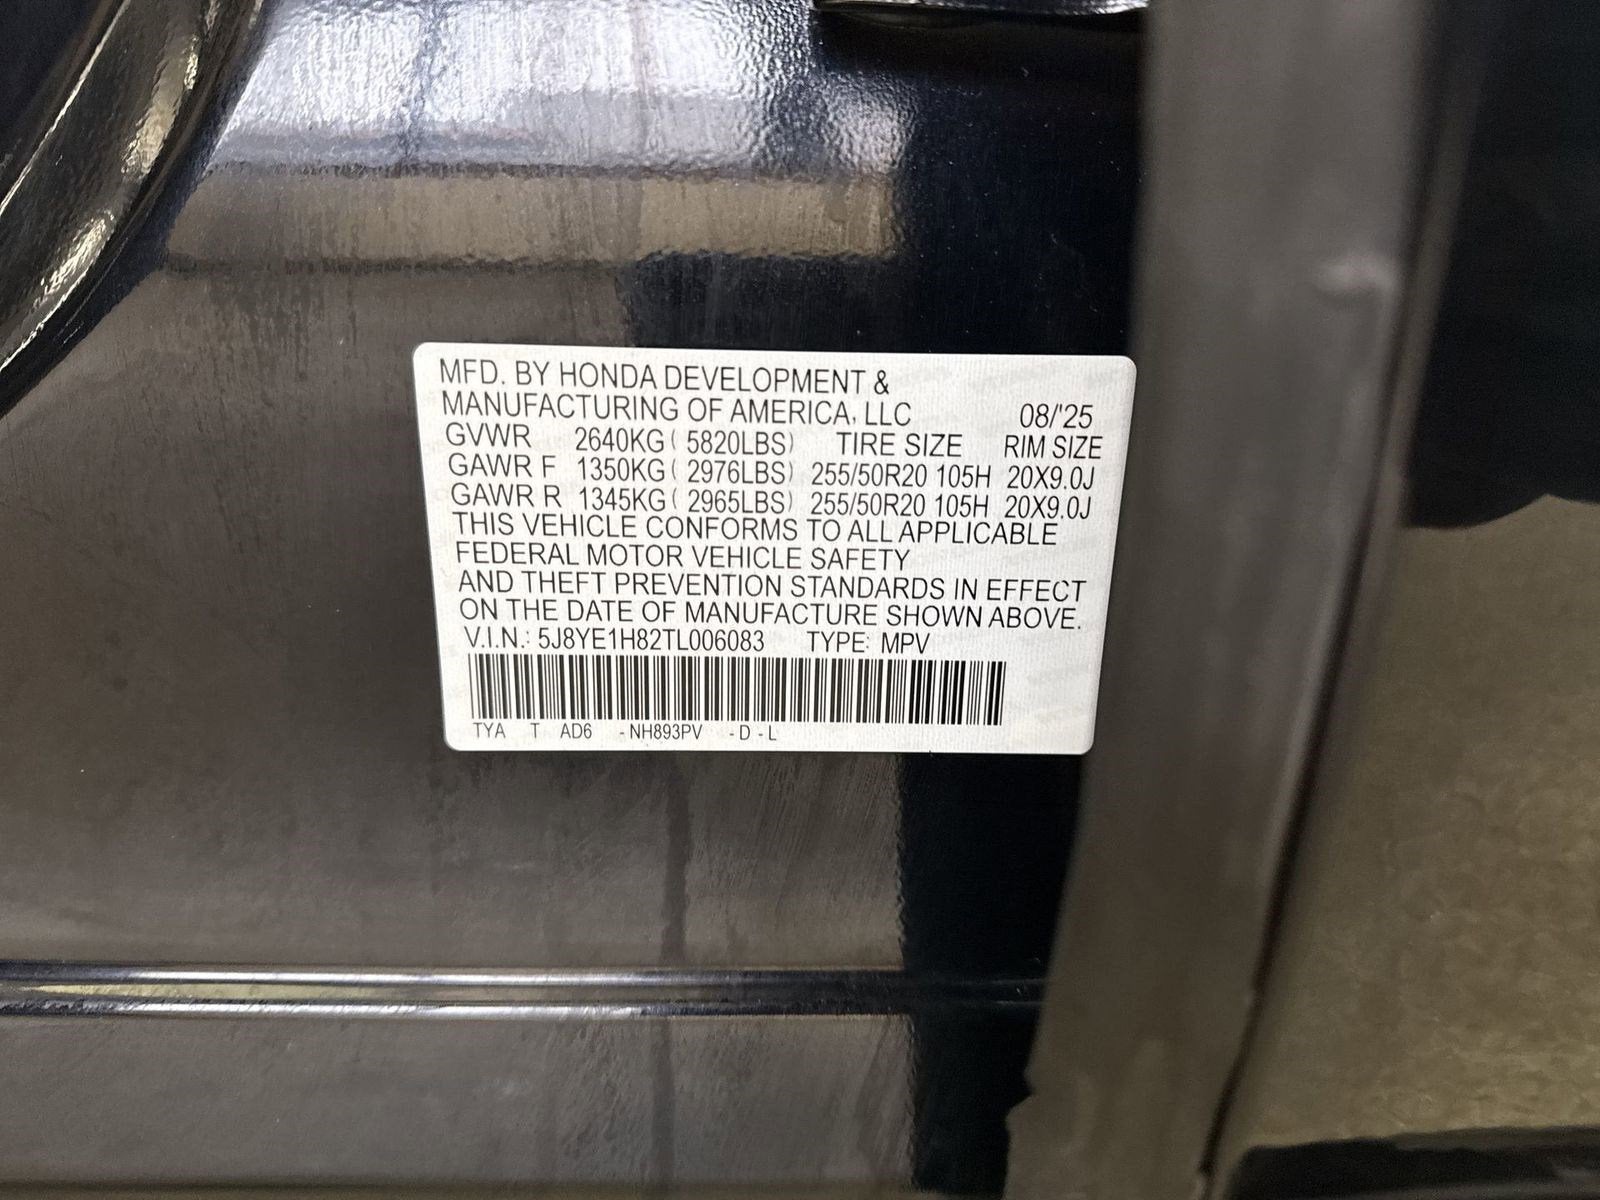 MFD. BY HONDA DEVELOPMENT &
MANUFACTURING OF AMERICA, LLC 08/'25
GVWR 2640KG ( 5820LBS) TIRE SIZE RIM SIZE
GAWR F 1350KG ( 2976LBS) 255/50R20 105H 20X9.0J
GAWR R 1345KG ( 2965LBS) 255/50R20 105H 20X9.0J
THIS VEHICLE CONFORMS TO ALL APPLICABLE
FEDERAL MOTOR VEHICLE SAFETY
AND THEFT PREVENTION STANDARDS IN EFFECT
ON THE DATE OF MANUFACTURE SHOWN ABOVE.
V.I.N.: 5J8YE1H82TL006083 TYPE: MPV
TYA T AD6 -NH893PV -D -L